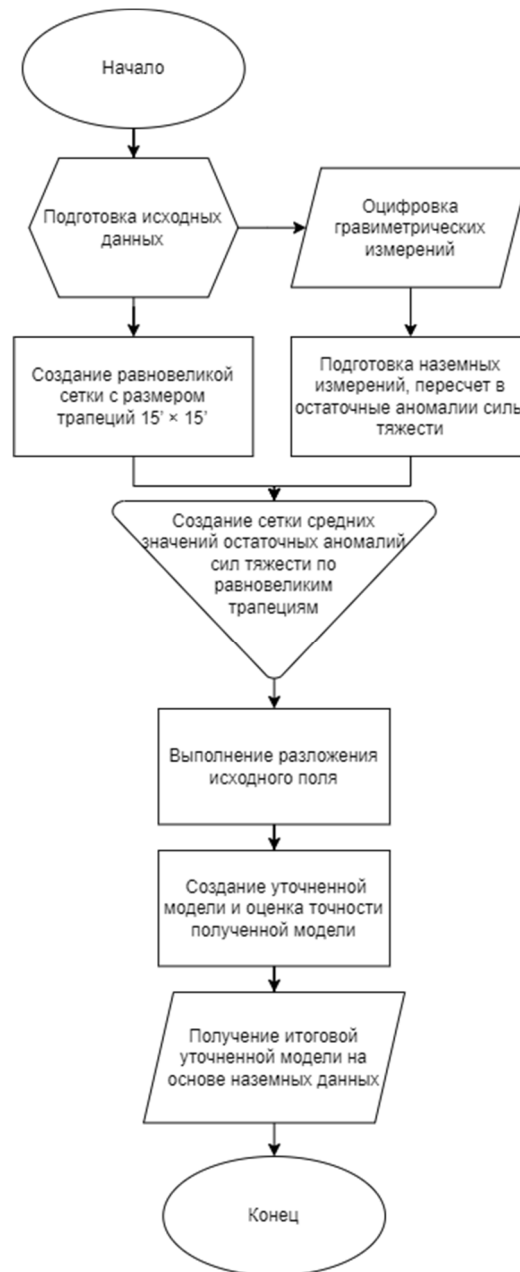 Начало
Подготовка исходных
данных
Оцифровка
гравиметрических
измерений
Создание равновеликой
сетки с размером
трапеций 15’ × 15’
Подготовка наземных
измерений, пересчет в
остаточные аномалии силы
тяжести
Создание сетки средних
значений остаточных аномалий
сил тяжести по
равновеликим
трапециям
Выполнение разложения
исходного поля
Создание уточненной
модели и оценка точности
полученной модели
Получение итоговой
уточненной модели на
основе наземных данных
Конец